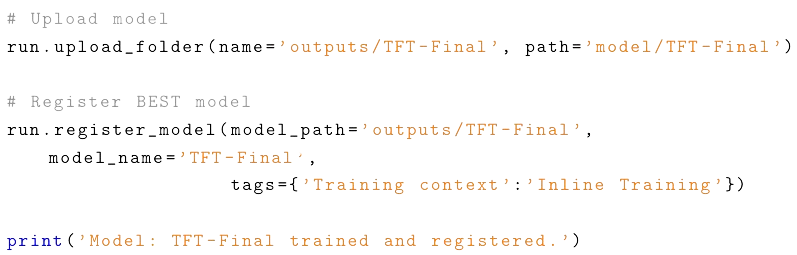 # Upload model
run.upload_folder(name='outputs/TFT-Final', path='model/TFT-Final')
# Register BEST model
run.register_model(model_path='outputs/TFT-Final',
model_name='TFT-Final',
tags={'Training context':'Inline Training'})
print('Model: TFT-Final trained and registered.')